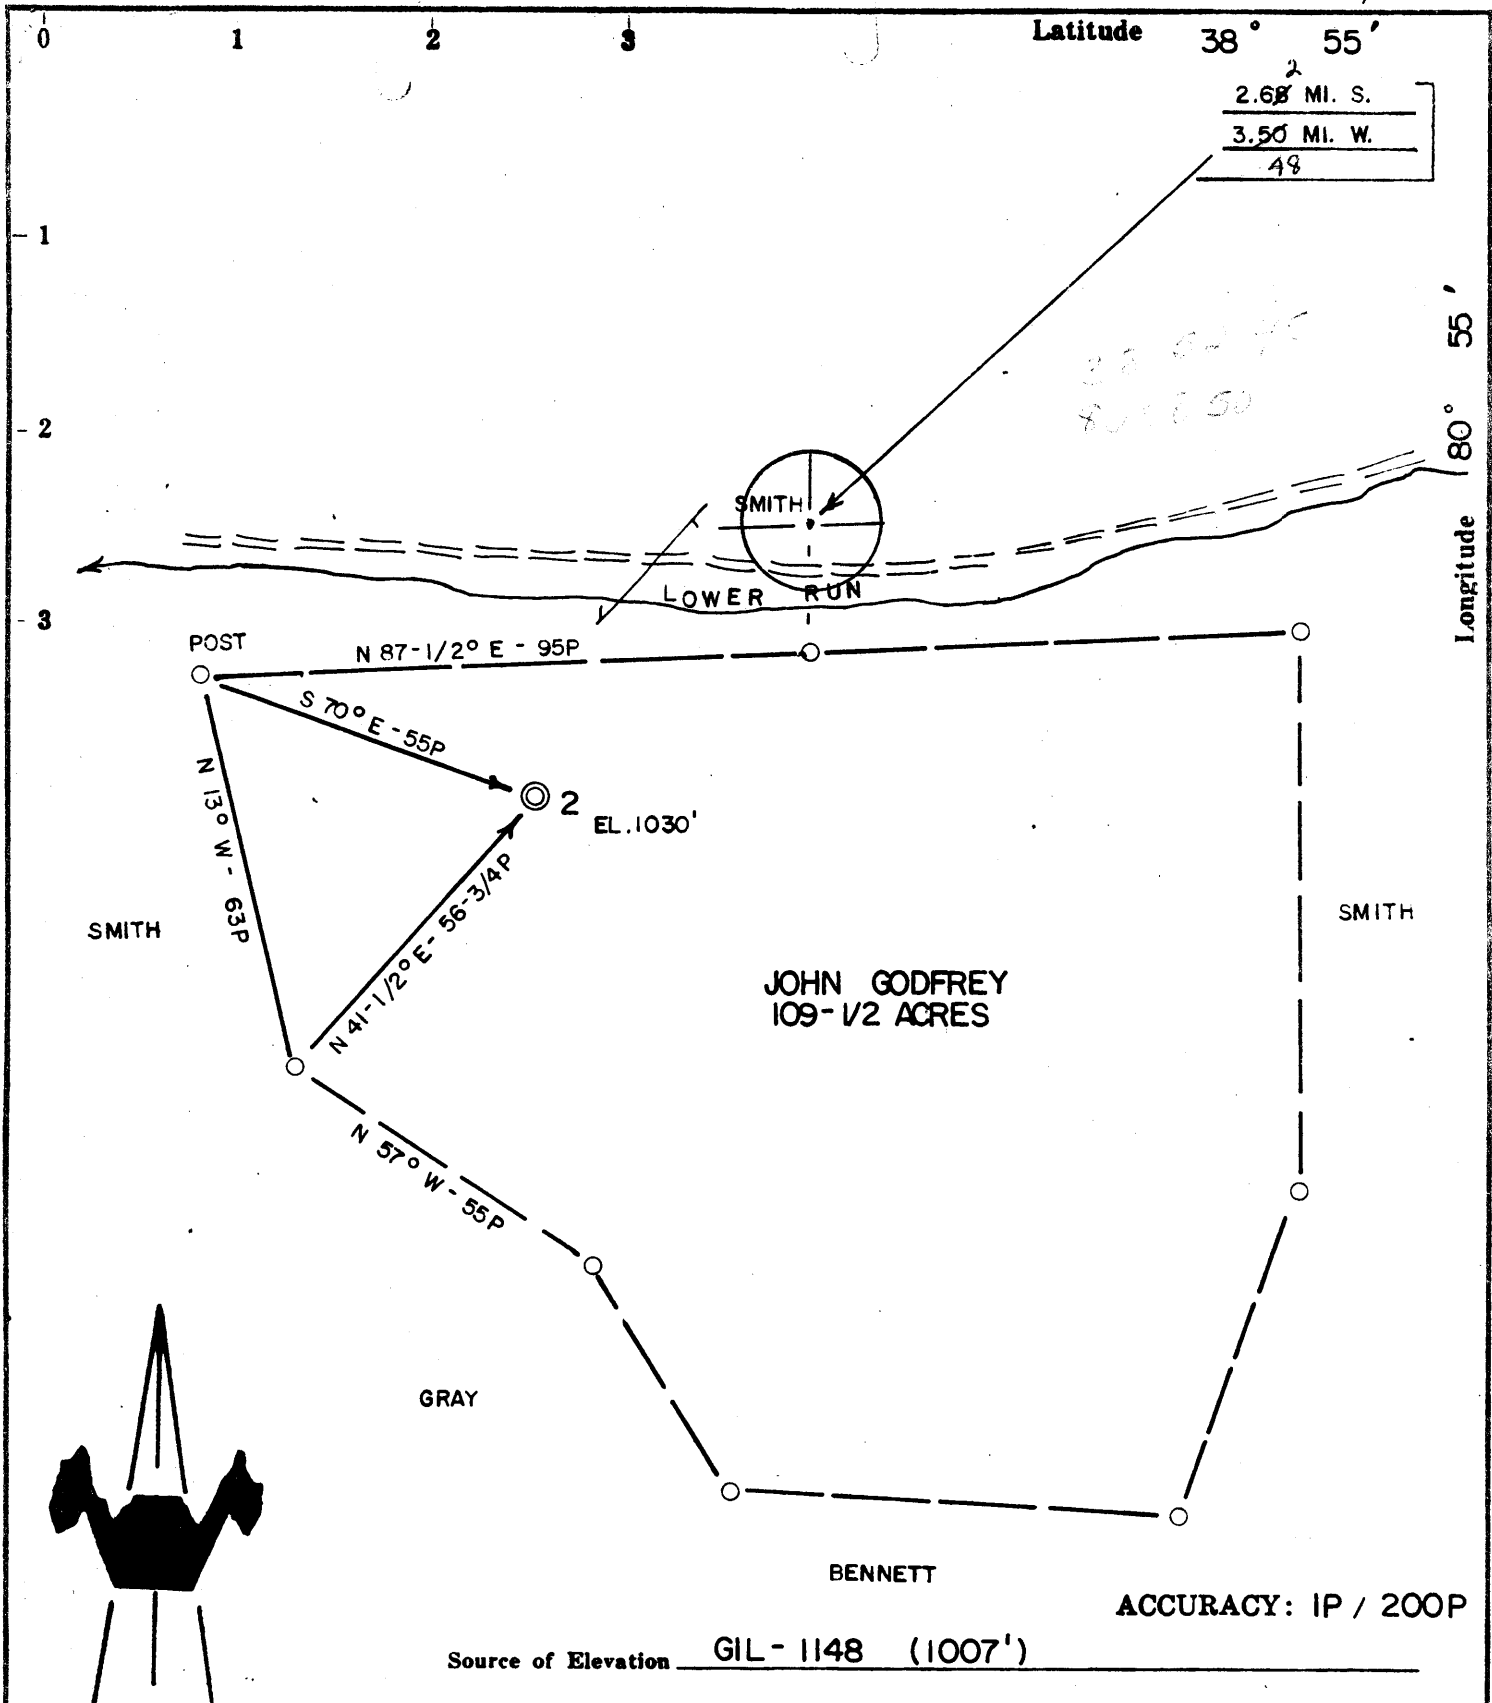 0 1 2 3 Latitude 38° 55'
2
2.68 MI. S.
3.50 MI. W.
48
- 1
- 2
- 3
Longitude 80° 55'
SMITH
LOWER RUN
POST
N 87-1/2° E - 95P
S 70° E - 55P
2
EL. 1030'
N 13° W - 63P
N 41-1/2° E - 56-3/4P
SMITH
SMITH
JOHN GODFREY
109-1/2 ACRES
N 57° W - 55P
GRAY
BENNETT
ACCURACY: 1P / 200P
Source of Elevation GIL - 1148 (1007')